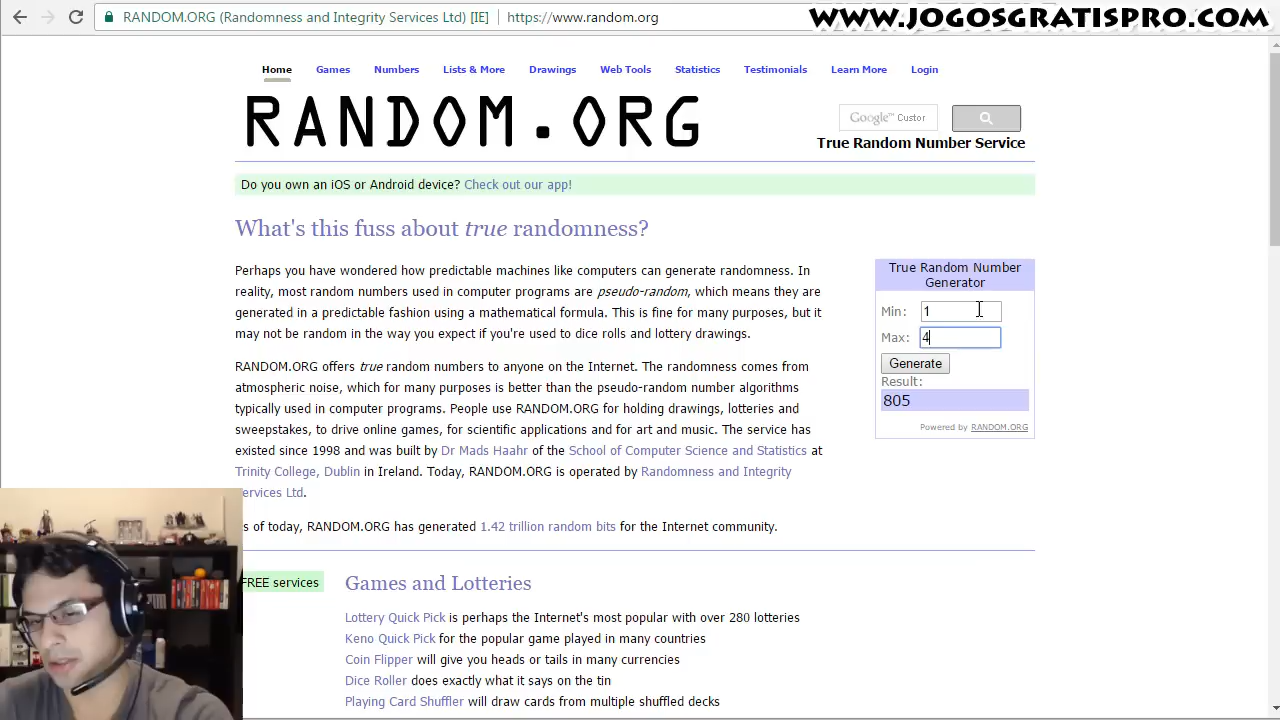 RANDOM.ORG (Randomness and Integrity Services Ltd) [IE] https://www.random.org
WWW.JOGOSGRATISPRO.COM
Home Games Numbers Lists & More Drawings Web Tools Statistics Testimonials Learn More Login
RANDOM.ORG
Google™ Custor
True Random Number Service
Do you own an iOS or Android device? Check out our app!
What's this fuss about true randomness?
Perhaps you have wondered how predictable machines like computers can generate randomness. In
reality, most random numbers used in computer programs are pseudo-random, which means they are
generated in a predictable fashion using a mathematical formula. This is fine for many purposes, but it
may not be random in the way you expect if you're used to dice rolls and lottery drawings.
RANDOM.ORG offers true random numbers to anyone on the Internet. The randomness comes from
atmospheric noise, which for many purposes is better than the pseudo-random number algorithms
typically used in computer programs. People use RANDOM.ORG for holding drawings, lotteries and
sweepstakes, to drive online games, for scientific applications and for art and music. The service has
existed since 1998 and was built by Dr Mads Haahr of the School of Computer Science and Statistics at
Trinity College, Dublin in Ireland. Today, RANDOM.ORG is operated by Randomness and Integrity
ervices Ltd.
s of today, RANDOM.ORG has generated 1.42 trillion random bits for the Internet community.
True Random Number
Generator
Min: 1
Max: 4
Generate
Result:
805
Powered by RANDOM.ORG
FREE services
Games and Lotteries
Lottery Quick Pick is perhaps the Internet's most popular with over 280 lotteries
Keno Quick Pick for the popular game played in many countries
Coin Flipper will give you heads or tails in many currencies
Dice Roller does exactly what it says on the tin
Playing Card Shuffler will draw cards from multiple shuffled decks